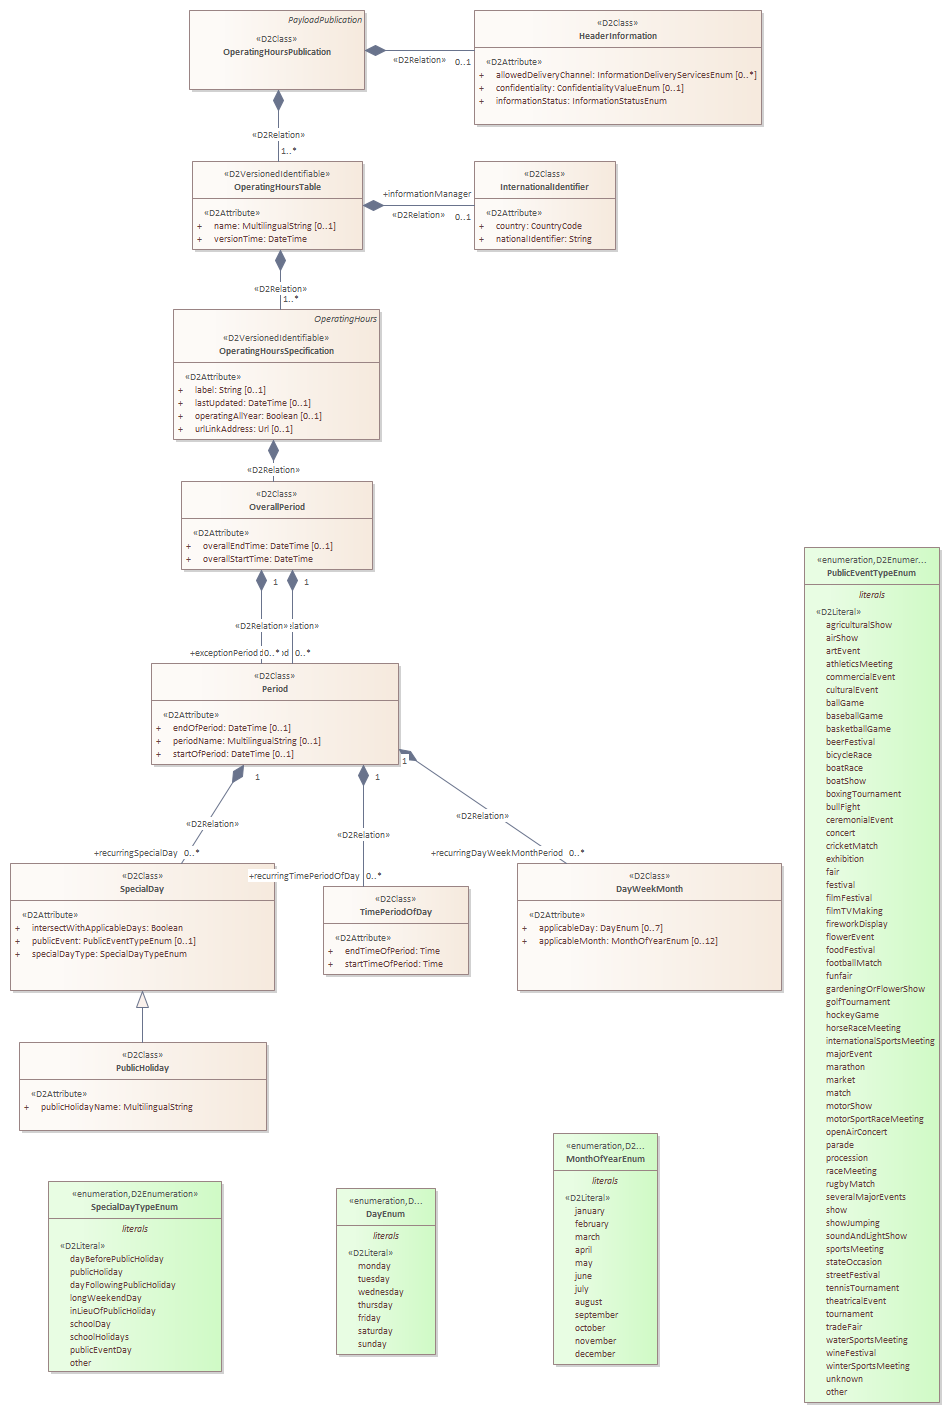 PayloadPublication
«D2Class»
OperatingHoursPublication
«D2Class»
HeaderInformation
«D2Attribute»
+ allowedDeliveryChannel: InformationDeliveryServicesEnum [0..*]
+ confidentiality: ConfidentialityValueEnum [0..1]
+ informationStatus: InformationStatusEnum
«D2Relation»
0..1
«D2Relation»
1..*
«D2VersionedIdentifiable»
OperatingHoursTable
«D2Attribute»
+ name: MultilingualString [0..1]
+ versionTime: DateTime
+informationManager
«D2Relation»
0..1
«D2Class»
InternationalIdentifier
«D2Attribute»
+ country: CountryCode
+ nationalIdentifier: String
«D2Relation»
1..*
OperatingHours
«D2VersionedIdentifiable»
OperatingHoursSpecification
«D2Attribute»
+ label: String [0..1]
+ lastUpdated: DateTime [0..1]
+ operatingAllYear: Boolean [0..1]
+ urlLinkAddress: Url [0..1]
«D2Relation»
«D2Class»
OverallPeriod
«D2Attribute»
+ overallEndTime: DateTime [0..1]
+ overallStartTime: DateTime
1
1
«D2Relation»
+exceptionPeriod
0..*
0..*
«D2Class»
Period
«D2Attribute»
+ endOfPeriod: DateTime [0..1]
+ periodName: MultilingualString [0..1]
+ startOfPeriod: DateTime [0..1]
1
1
1
«D2Relation»
«D2Relation»
«D2Relation»
+recurringSpecialDay 0..*
+recurringTimePeriodOfDay 0..*
+recurringDayWeekMonthPeriod 0..*
«D2Class»
SpecialDay
«D2Attribute»
+ intersectWithApplicableDays: Boolean
+ publicEvent: PublicEventTypeEnum [0..1]
+ specialDayType: SpecialDayTypeEnum
«D2Class»
TimePeriodOfDay
«D2Attribute»
+ endTimeOfPeriod: Time
+ startTimeOfPeriod: Time
«D2Class»
DayWeekMonth
«D2Attribute»
+ applicableDay: DayEnum [0..7]
+ applicableMonth: MonthOfYearEnum [0..12]
«D2Class»
PublicHoliday
«D2Attribute»
+ publicHolidayName: MultilingualString
«enumeration,D2Enumeration»
SpecialDayTypeEnum
literals
«D2Literal»
dayBeforePublicHoliday
publicHoliday
dayFollowingPublicHoliday
longWeekendDay
inLieuOfPublicHoliday
schoolDay
schoolHolidays
publicEventDay
other
«enumeration,D...
DayEnum
literals
«D2Literal»
monday
tuesday
wednesday
thursday
friday
saturday
sunday
«enumeration,D2...
MonthOfYearEnum
literals
«D2Literal»
january
february
march
april
may
june
july
august
september
october
november
december
«enumeration,D2Enumer...
PublicEventTypeEnum
literals
«D2Literal»
agriculturalShow
airShow
artEvent
athleticsMeeting
commercialEvent
culturalEvent
ballGame
baseballGame
basketballGame
beerFestival
bicycleRace
boatRace
boatShow
boxingTournament
bullFight
ceremonialEvent
concert
cricketMatch
exhibition
fair
festival
filmFestival
filmTVMaking
fireworkDisplay
flowerEvent
foodFestival
footballMatch
funfair
gardeningOrFlowerShow
golfTournament
hockeyGame
horseRaceMeeting
internationalSportsMeeting
majorEvent
marathon
market
match
motorShow
motorSportRaceMeeting
openAirConcert
parade
procession
raceMeeting
rugbyMatch
severalMajorEvents
show
showJumping
soundAndLightShow
sportsMeeting
stateOccasion
streetFestival
tennisTournament
theatricalEvent
tournament
tradeFair
waterSportsMeeting
wineFestival
winterSportsMeeting
unknown
other